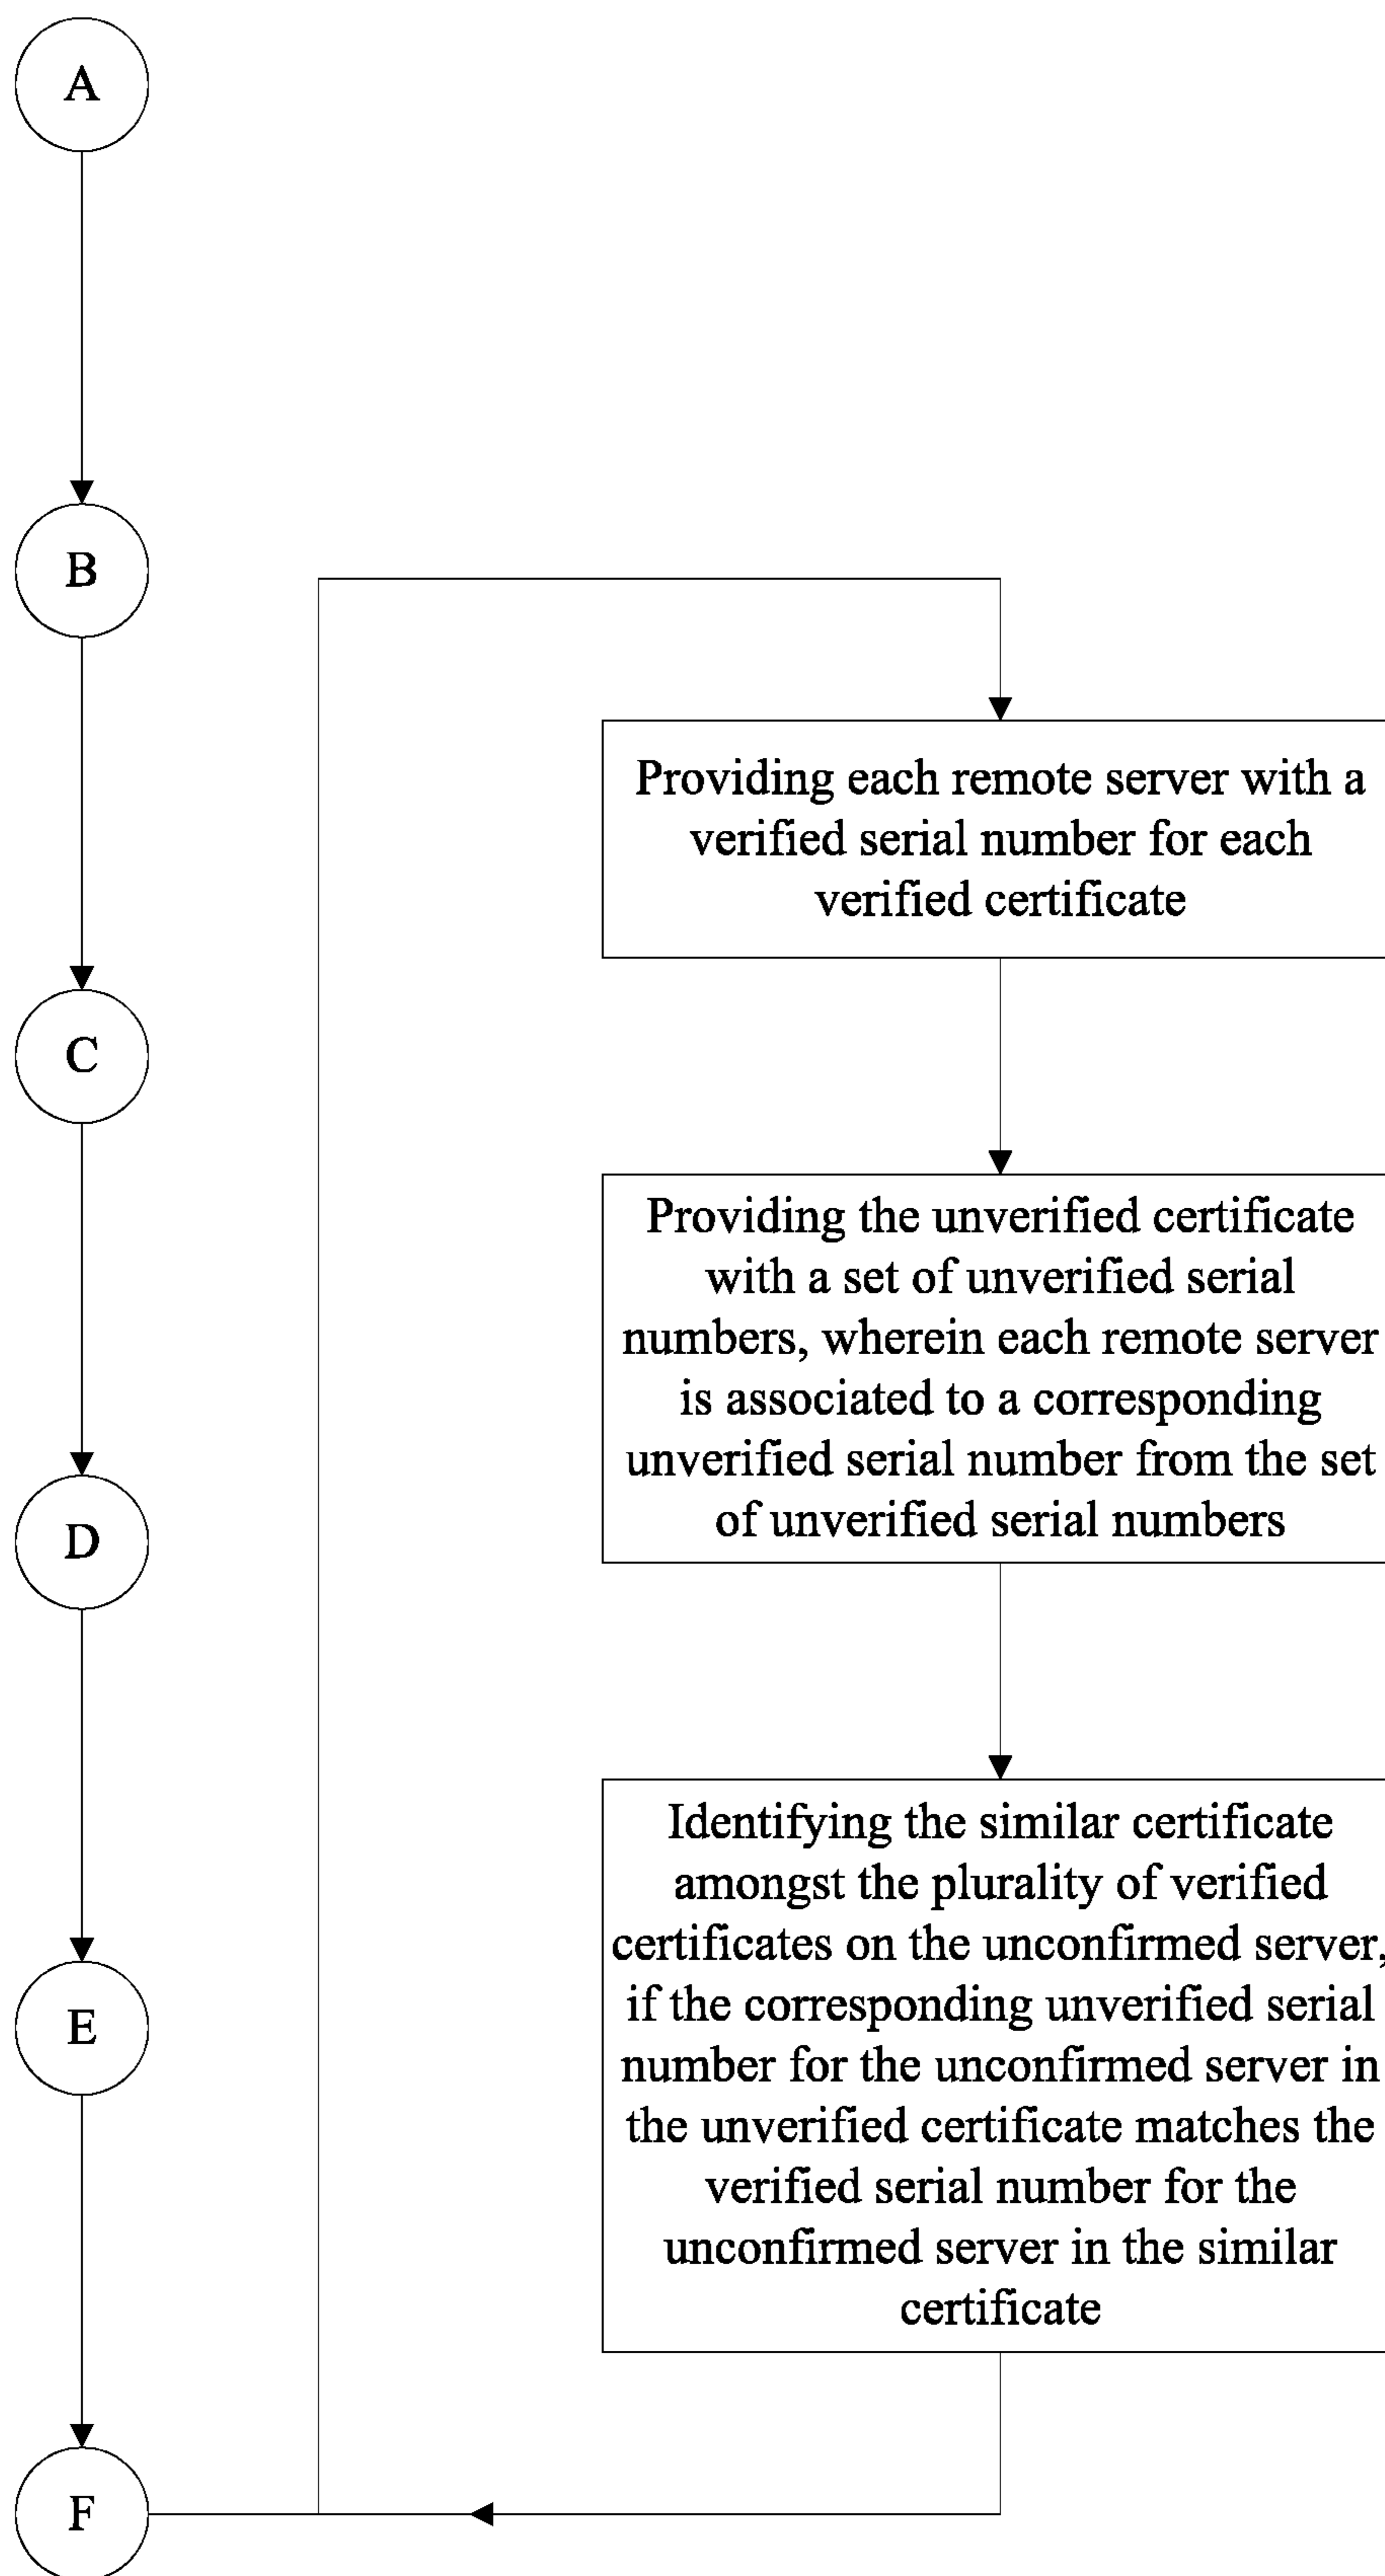 A
B
C
D
E
F
Providing each remote server with a
verified serial number for each
verified certificate
Providing the unverified certificate
with a set of unverified serial
numbers, wherein each remote server
is associated to a corresponding
unverified serial number from the set
of unverified serial numbers
Identifying the similar certificate
amongst the plurality of verified
certificates on the unconfirmed server,
if the corresponding unverified serial
number for the unconfirmed server in
the unverified certificate matches the
verified serial number for the
unconfirmed server in the similar
certificate